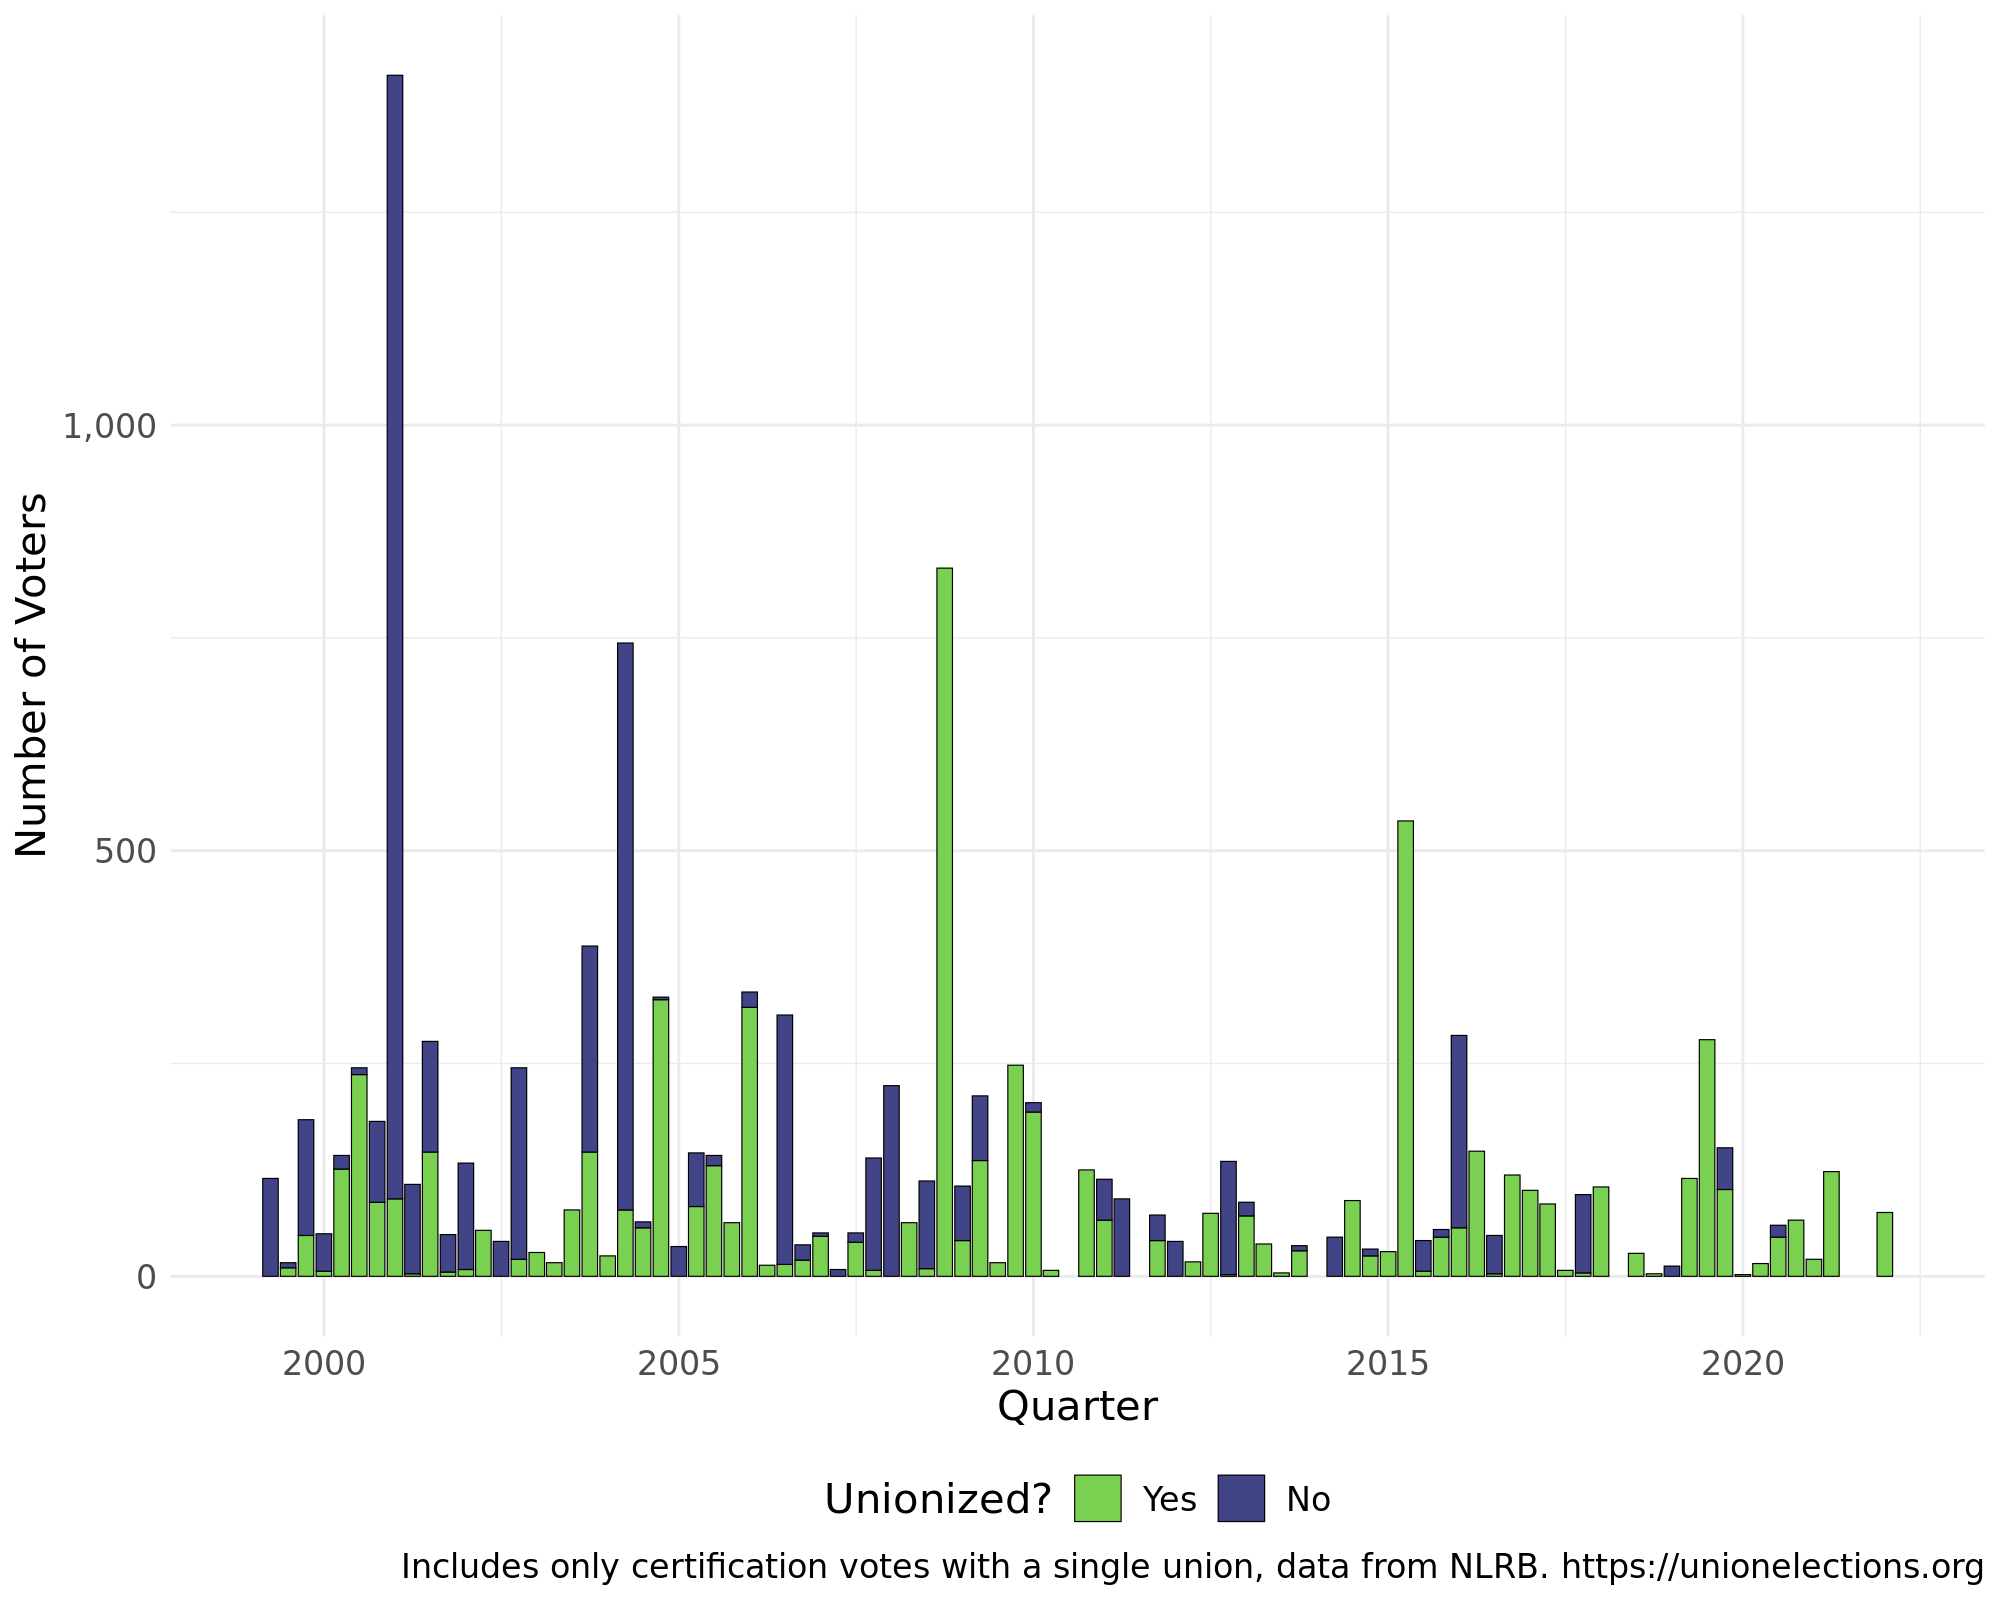 Number of Voters
1,000
500
0
2000 2005 2010 2015 2020
Quarter
Unionized? Yes No
Includes only certification votes with a single union, data from NLRB. https://unionelections.org